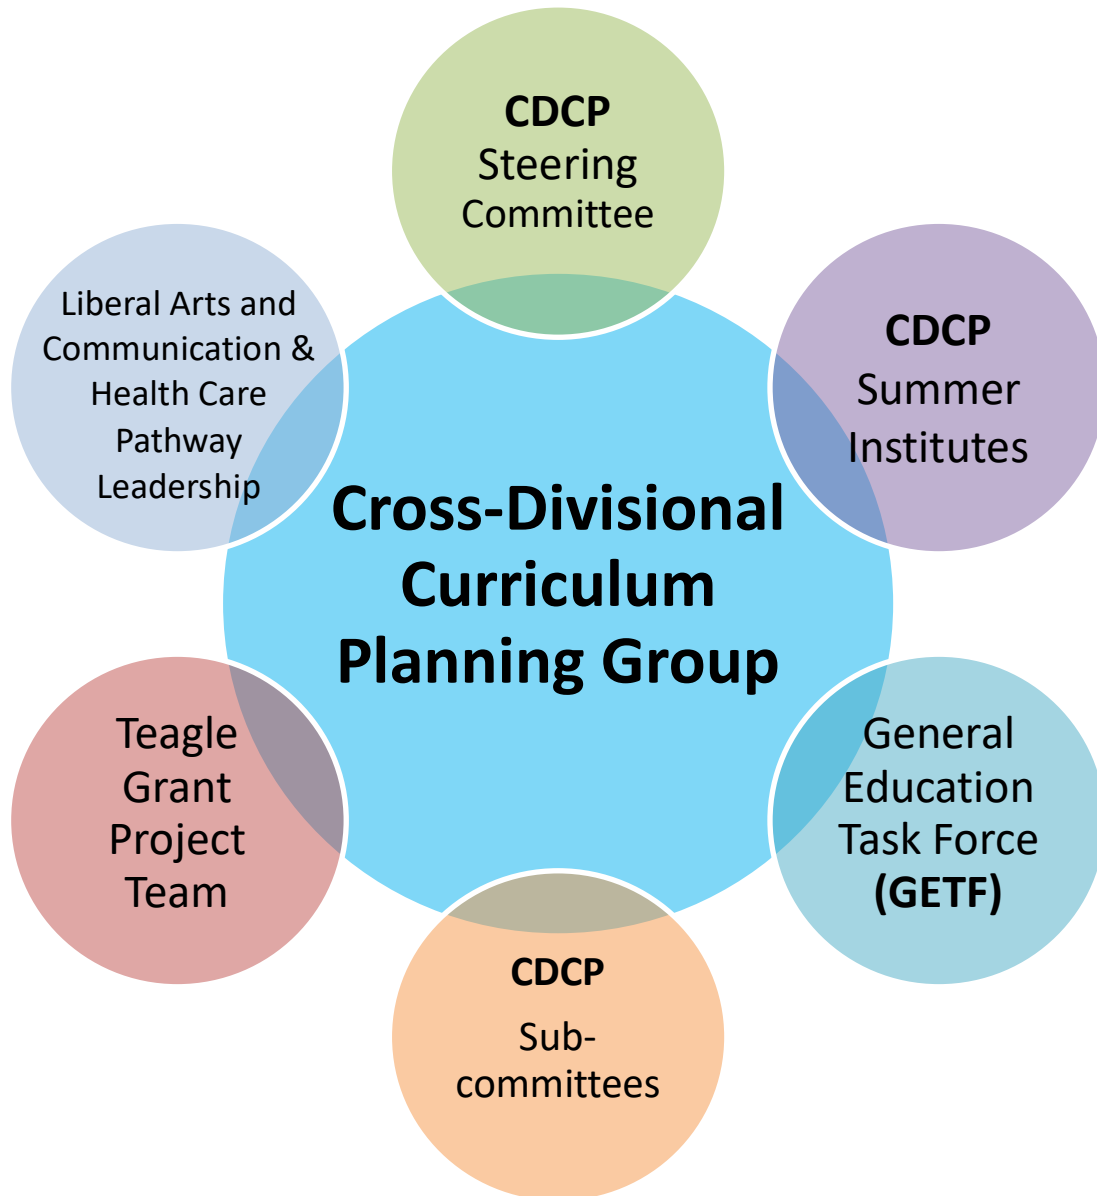 CDCP
Steering
Committee
Liberal Arts and
Communication &
Health Care
Pathway
Leadership
CDCP
Summer
Institutes
Cross-Divisional
Curriculum
Planning Group
Teagle
Grant
Project
Team
General
Education
Task Force
(GETF)
CDCP
Sub-
committees